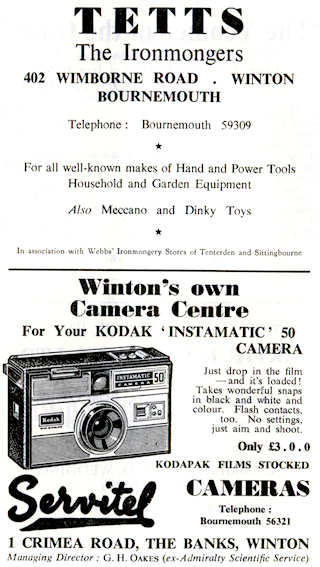 TETTS
The Ironmongers
402 WIMBORNE ROAD . WINTON
BOURNEMOUTH
Telephone : Bournemouth 59309
★
For all well-known makes of Hand and Power Tools
Household and Garden Equipment
Also Meccano and Dinky Toys
★
In association with Webbs' Ironmongery Stores of Tenterden and Sittingbourne
Winton's own
Camera Centre
For Your KODAK 'INSTAMATIC' 50
CAMERA
INSTAMATIC 50
CAMERA
Kodak
Just drop in the film
—and it's loaded!
Takes wonderful snaps
in black and white and
colour. Flash contacts,
too. No settings,
just aim and shoot.
Only £3.0.0
KODAPAK FILMS STOCKED
Servitel CAMERAS
Telephone :
Bournemouth 56321
1 CRIMEA ROAD, THE BANKS, WINTON
Managing Director : G. H. OAKES (ex-Admiralty Scientific Service)